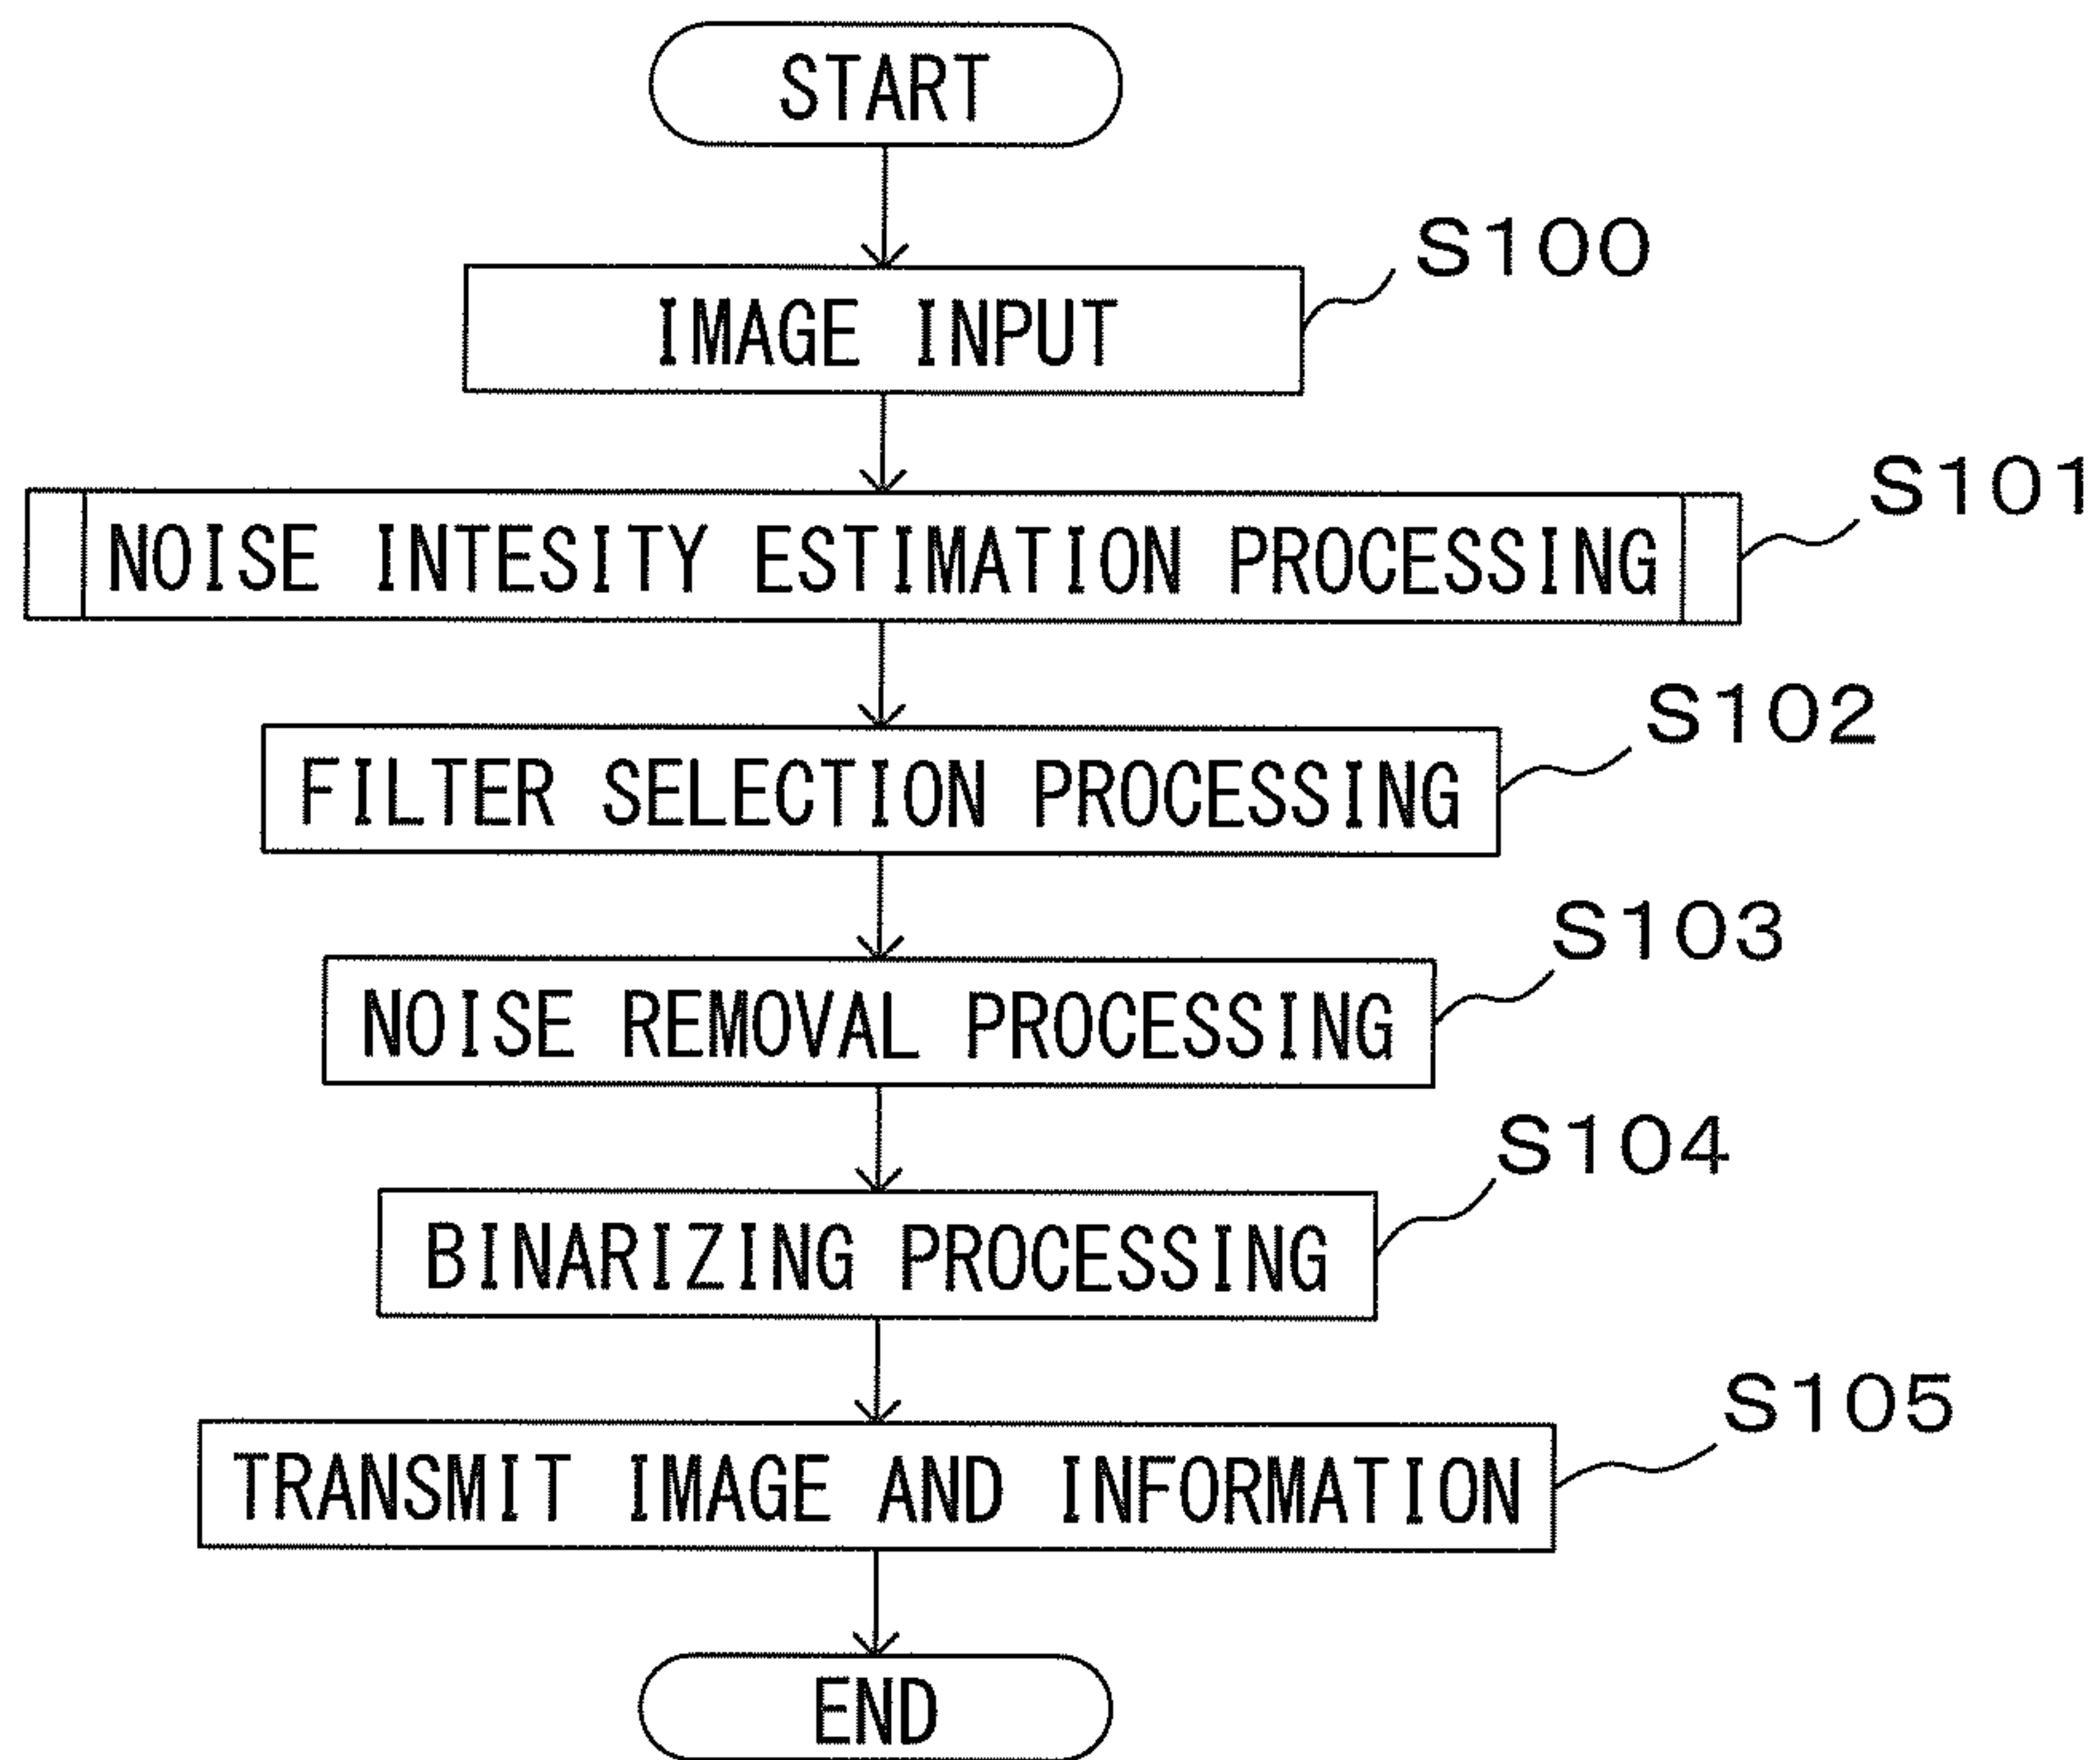 START
S100
IMAGE INPUT
S101
NOISE INTESITY ESTIMATION PROCESSING
S102
FILTER SELECTION PROCESSING
S103
NOISE REMOVAL PROCESSING
S104
BINARIZING PROCESSING
S105
TRANSMIT IMAGE AND INFORMATION
END